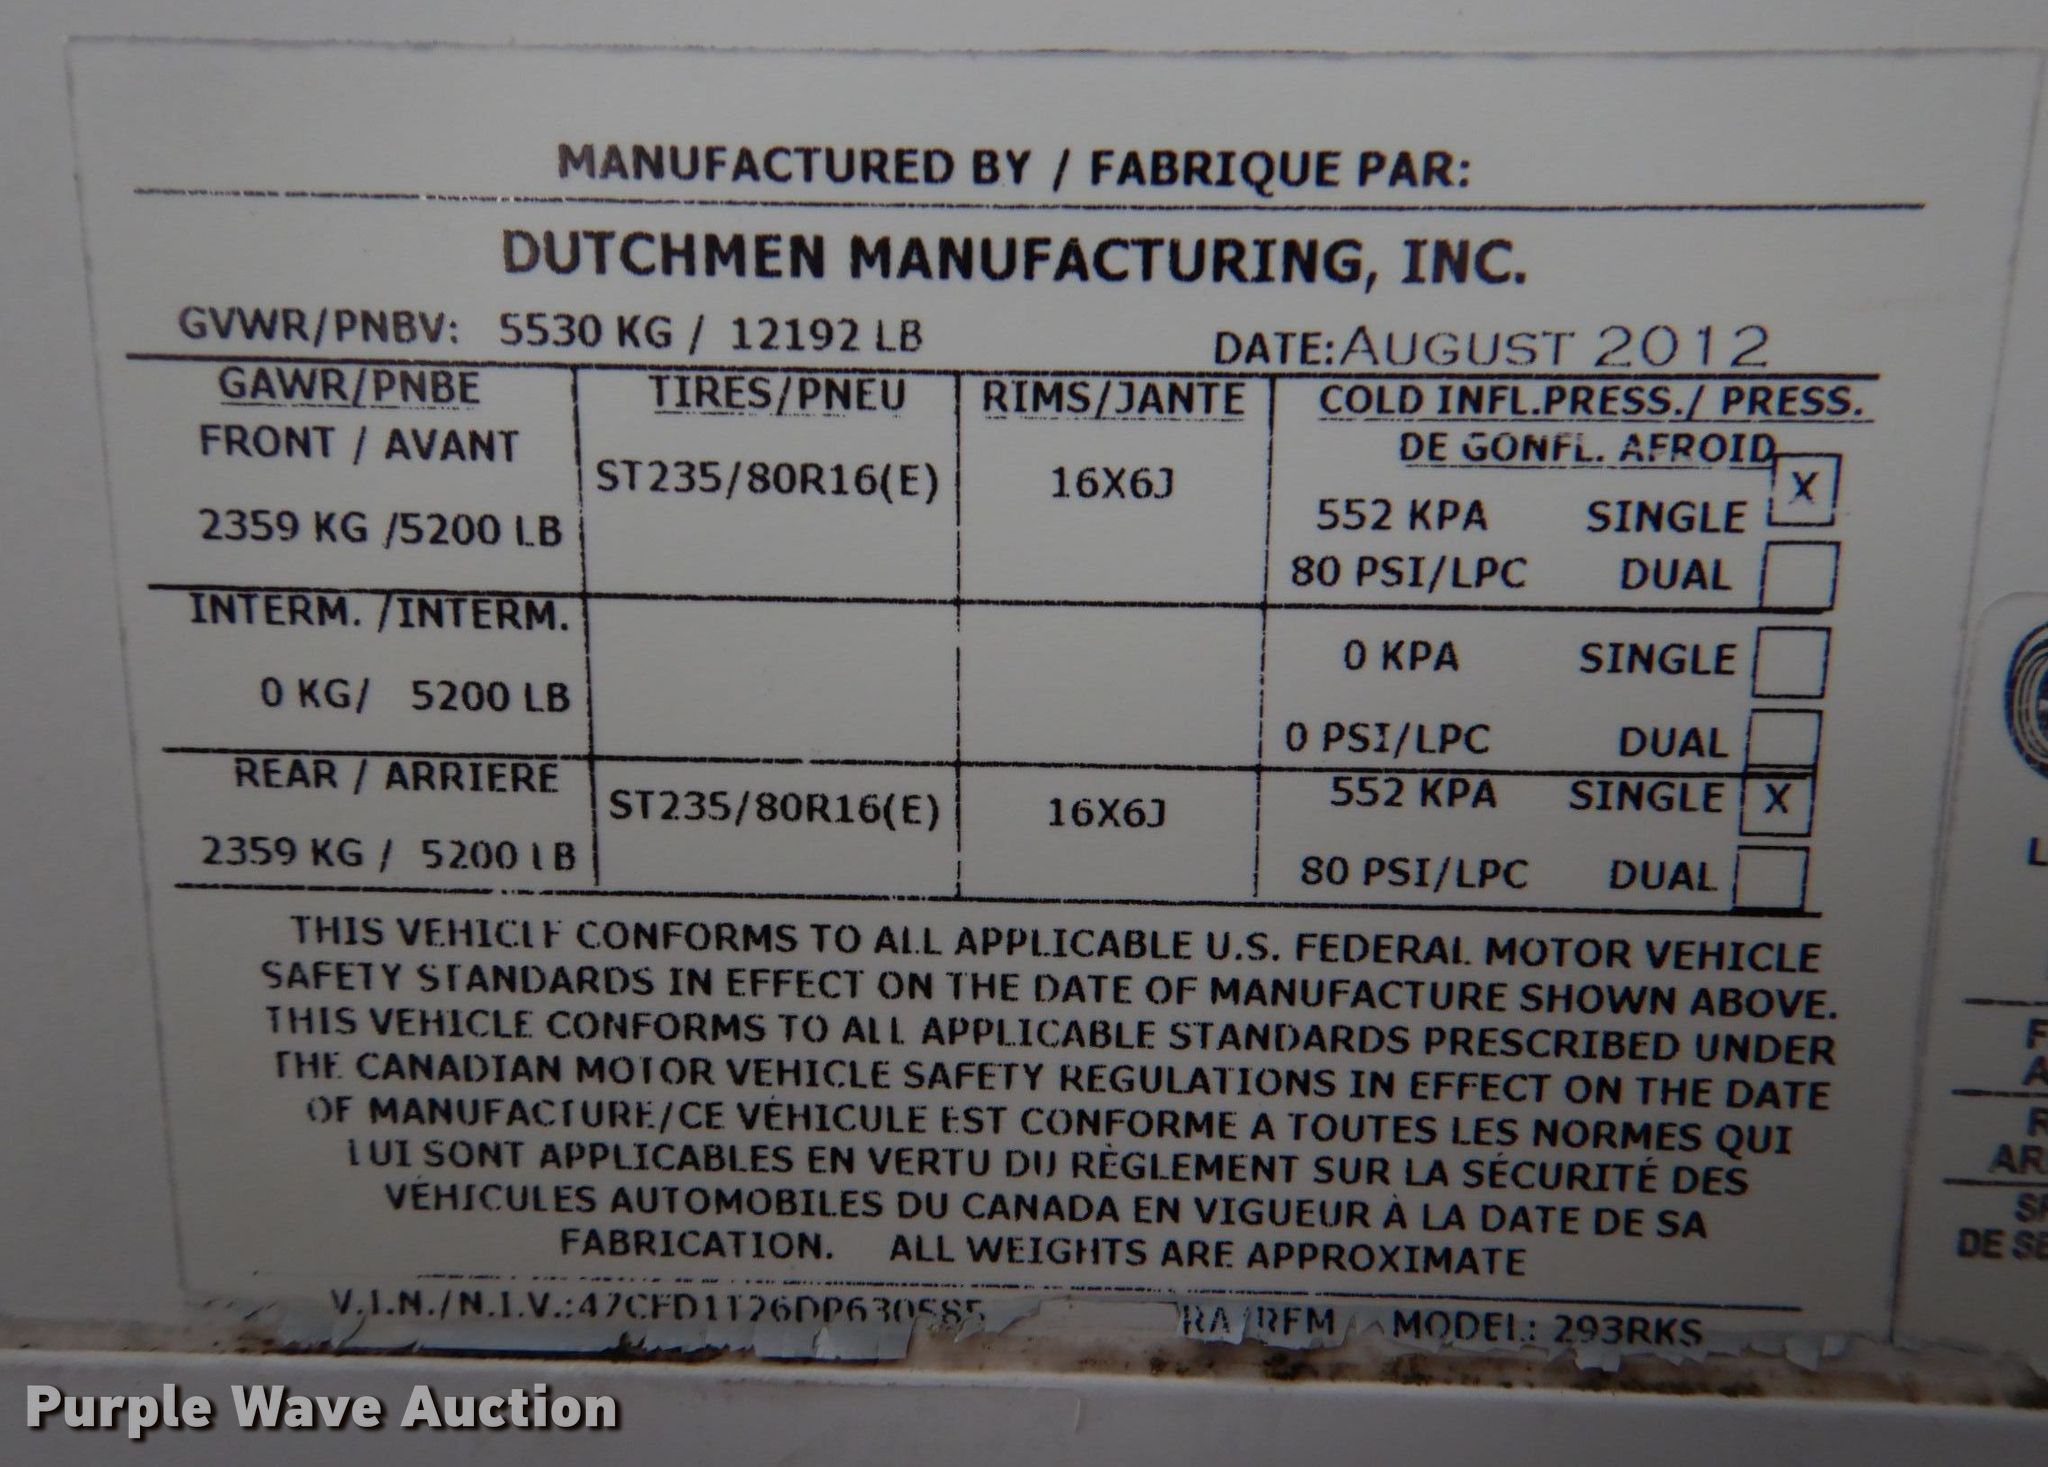 MANUFACTURED BY / FABRIQUE PAR:
DUTCHMEN MANUFACTURING, INC.
GVWR/PNBV: 5530 KG / 12192 LB DATE: AUGUST 2012
GAWR/PNBE TIRES/PNEU RIMS/JANTE COLD INFL.PRESS./ PRESS.
DE GONFL. AFROID
FRONT / AVANT
2359 KG /5200 LB ST235/80R16(E) 16X6J 552 KPA SINGLE X
80 PSI/LPC DUAL
INTERM. /INTERM.
0 KG/ 5200 LB 0 KPA SINGLE
0 PSI/LPC DUAL
REAR / ARRIERE
2359 KG / 5200 LB ST235/80R16(E) 16X6J 552 KPA SINGLE X
80 PSI/LPC DUAL
THIS VEHICLE CONFORMS TO ALL APPLICABLE U.S. FEDERAL MOTOR VEHICLE
SAFETY STANDARDS IN EFFECT ON THE DATE OF MANUFACTURE SHOWN ABOVE.
THIS VEHICLE CONFORMS TO ALL APPLICABLE STANDARDS PRESCRIBED UNDER
THE CANADIAN MOTOR VEHICLE SAFETY REGULATIONS IN EFFECT ON THE DATE
OF MANUFACTURE/CE VÉHICULE EST CONFORME A TOUTES LES NORMES QUI
LUI SONT APPLICABLES EN VERTU DU RÈGLEMENT SUR LA SÉCURITÉ DES
VÉHICULES AUTOMOBILES DU CANADA EN VIGUEUR À LA DATE DE SA
FABRICATION. ALL WEIGHTS ARE APPROXIMATE
V.I.N./N.I.V.: MODEL: 293RKS
DE SE
Purple Wave Auction